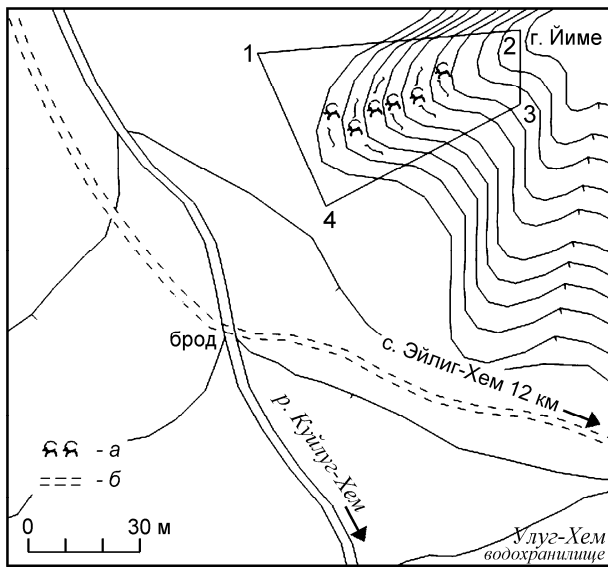 1
2
г. Йиме
3
4
брод
с. Эйлиг-Хем 12 км
р. Куйлуг-Хем
- а
- б
0 30 м
Улуг-Хем
водохранилище